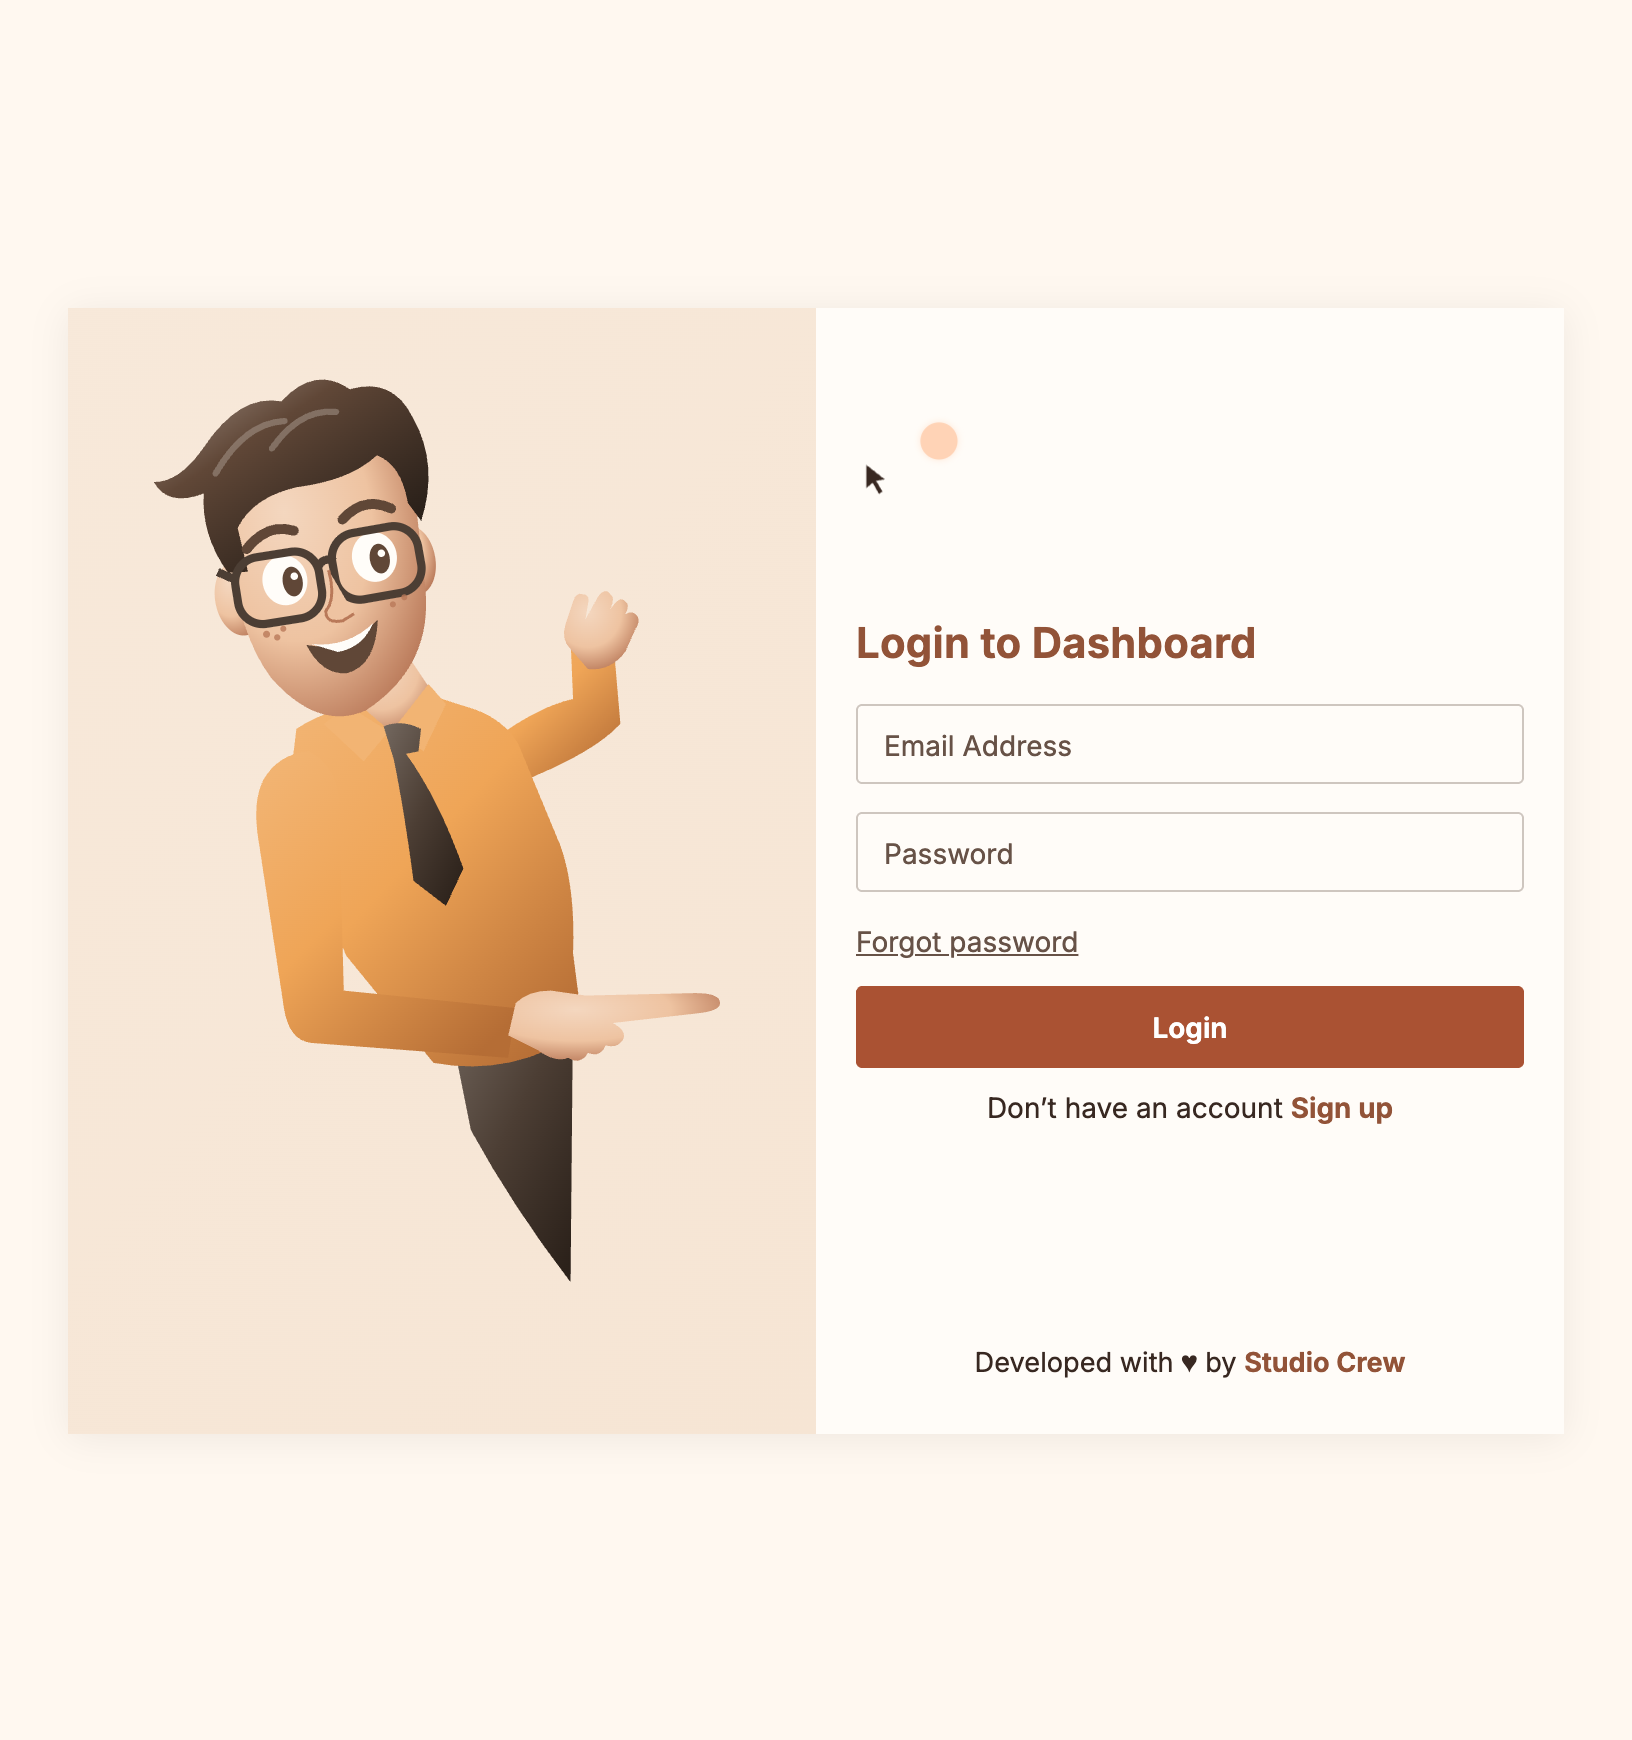 Login to Dashboard
Email Address
Password
Forgot password
Login
Don’t have an account Sign up
Developed with ♥ by Studio Crew